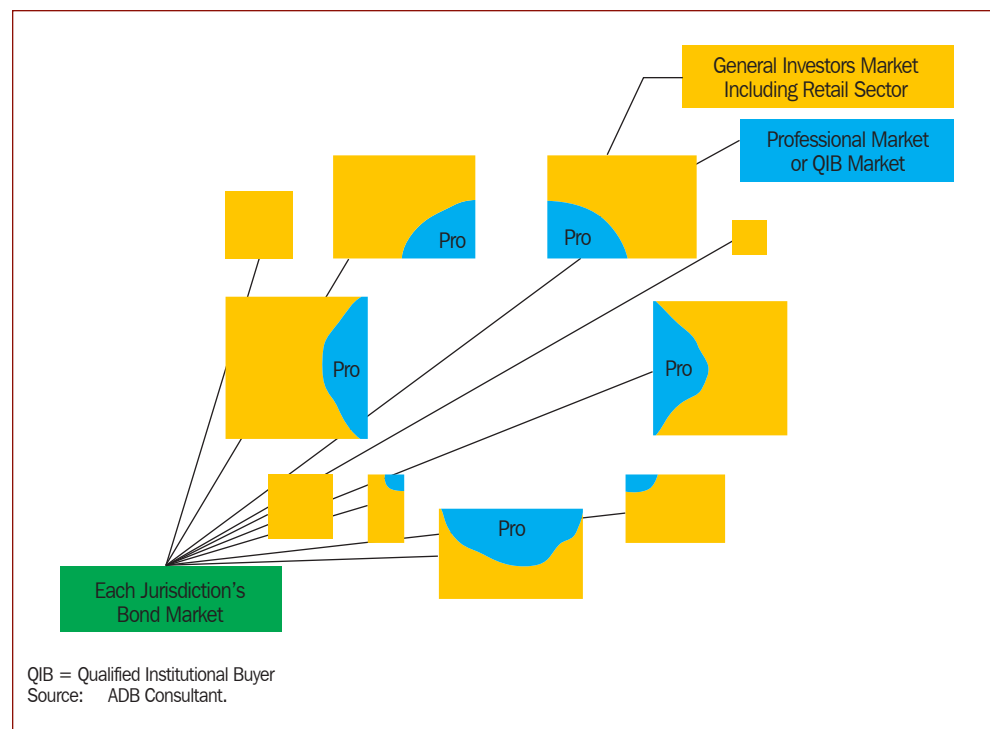 General Investors Market
Including Retail Sector
Professional Market
or QIB Market
Pro
Pro
Pro
Pro
Pro
Each Jurisdiction's
Bond Market
QIB = Qualified Institutional Buyer
Source: ADB Consultant.